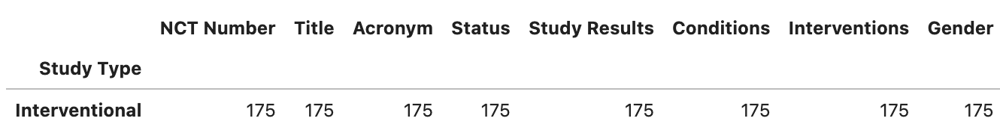 NCT Number Title Acronym Status Study Results Conditions Interventions Gender
Study Type
Interventional 175 175 175 175 175 175 175 175